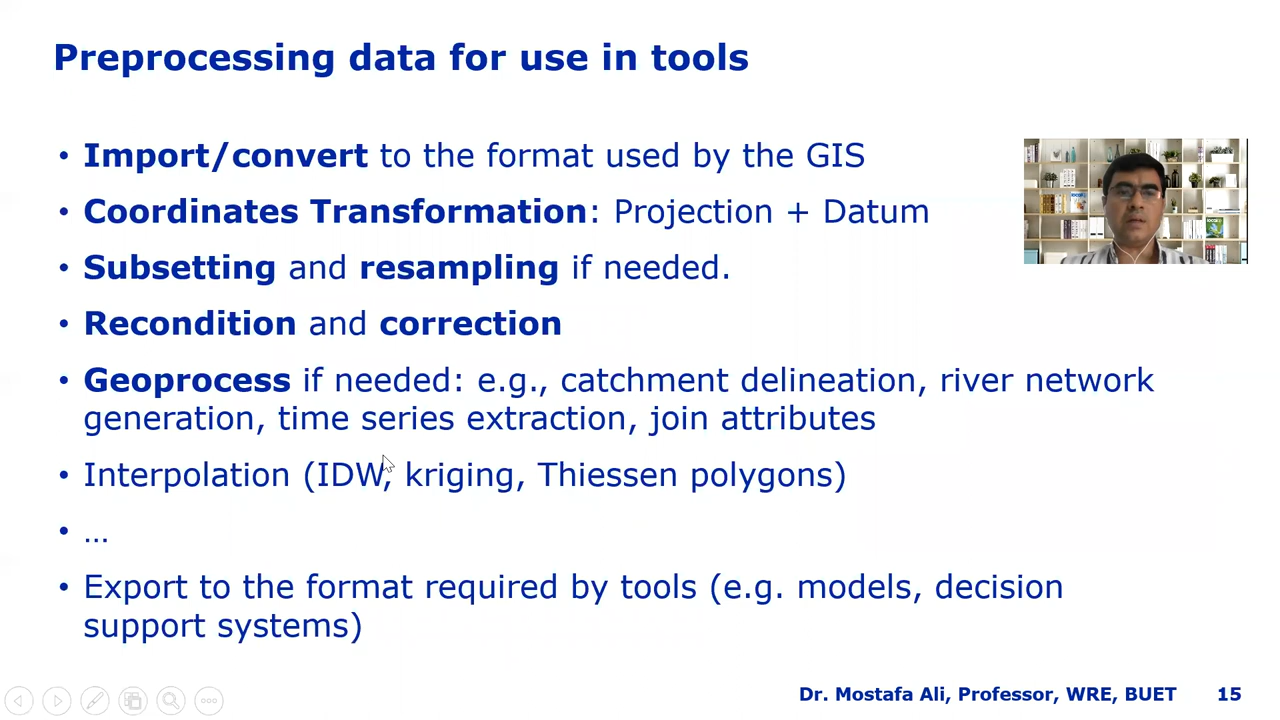 Preprocessing data for use in tools
• Import/convert to the format used by the GIS
• Coordinates Transformation: Projection + Datum
• Subsetting and resampling if needed.
• Recondition and correction
• Geoprocess if needed: e.g., catchment delineation, river network
generation, time series extraction, join attributes
• Interpolation (IDW, kriging, Thiessen polygons)
• …
• Export to the format required by tools (e.g. models, decision
support systems)
Dr. Mostafa Ali, Professor, WRE, BUET 15